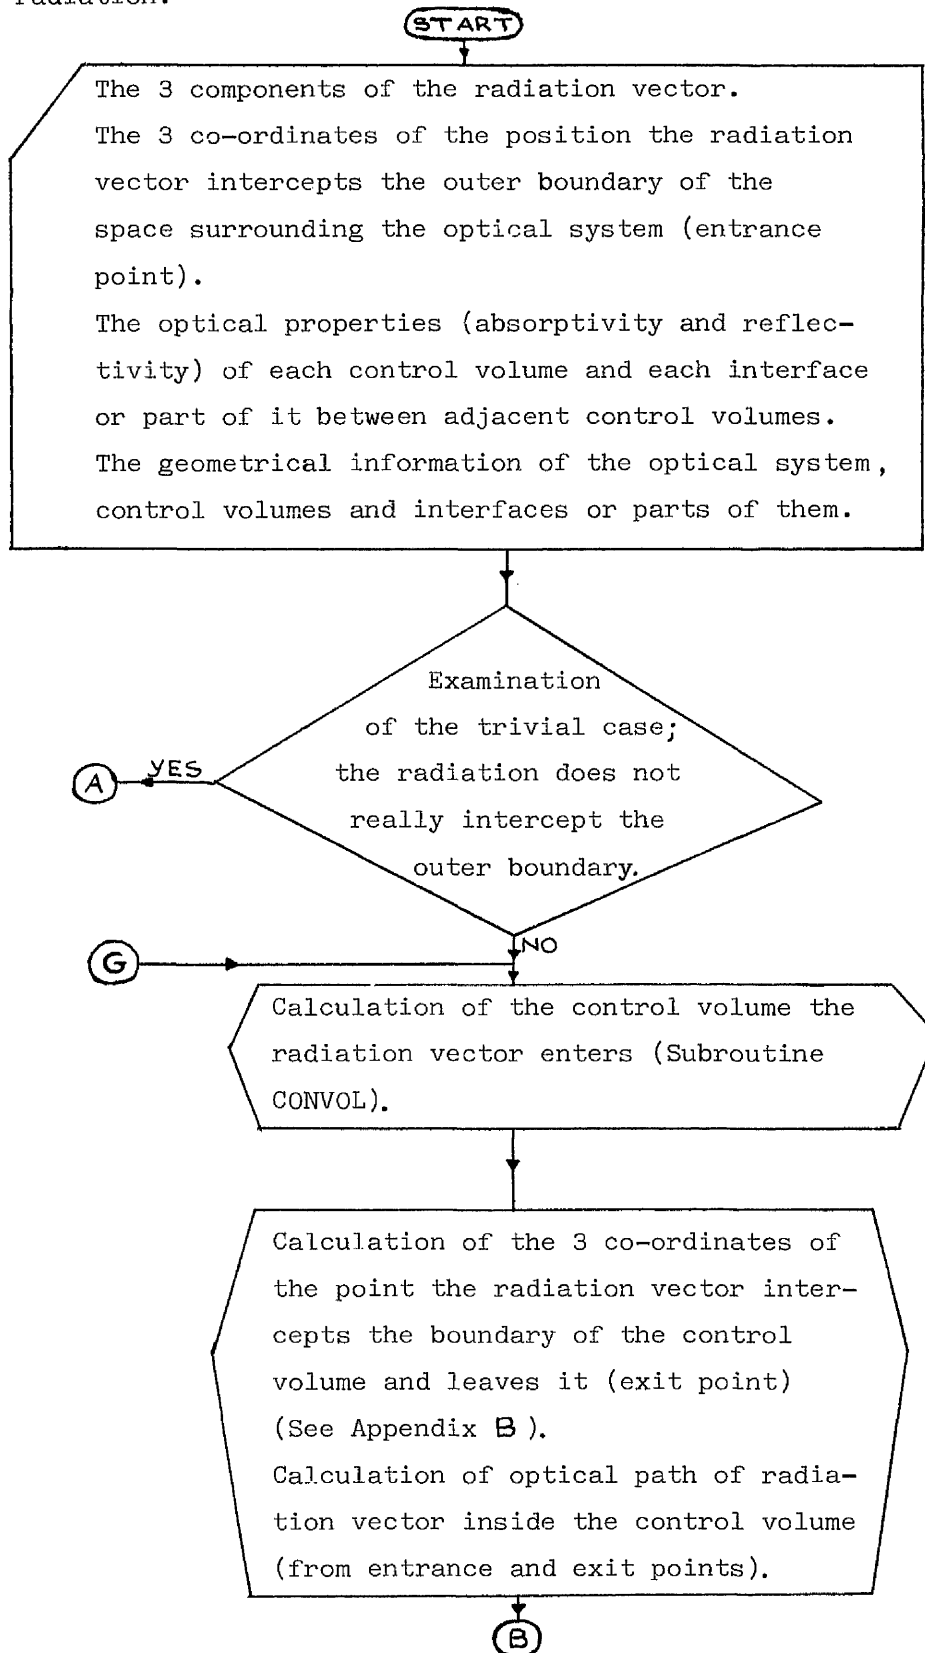 radiation.
START
The 3 components of the radiation vector.
The 3 co-ordinates of the position the radiation
vector intercepts the outer boundary of the
space surrounding the optical system (entrance
point).
The optical properties (absorptivity and reflec-
tivity) of each control volume and each interface
or part of it between adjacent control volumes.
The geometrical information of the optical system,
control volumes and interfaces or parts of them.
Examination
of the trivial case;
the radiation does not
really intercept the
outer boundary.
A
YES
NO
G
Calculation of the control volume the
radiation vector enters (Subroutine
CONVOL).
Calculation of the 3 co-ordinates of
the point the radiation vector inter-
cepts the boundary of the control
volume and leaves it (exit point)
(See Appendix B ).
Calculation of optical path of radia-
tion vector inside the control volume
(from entrance and exit points).
B